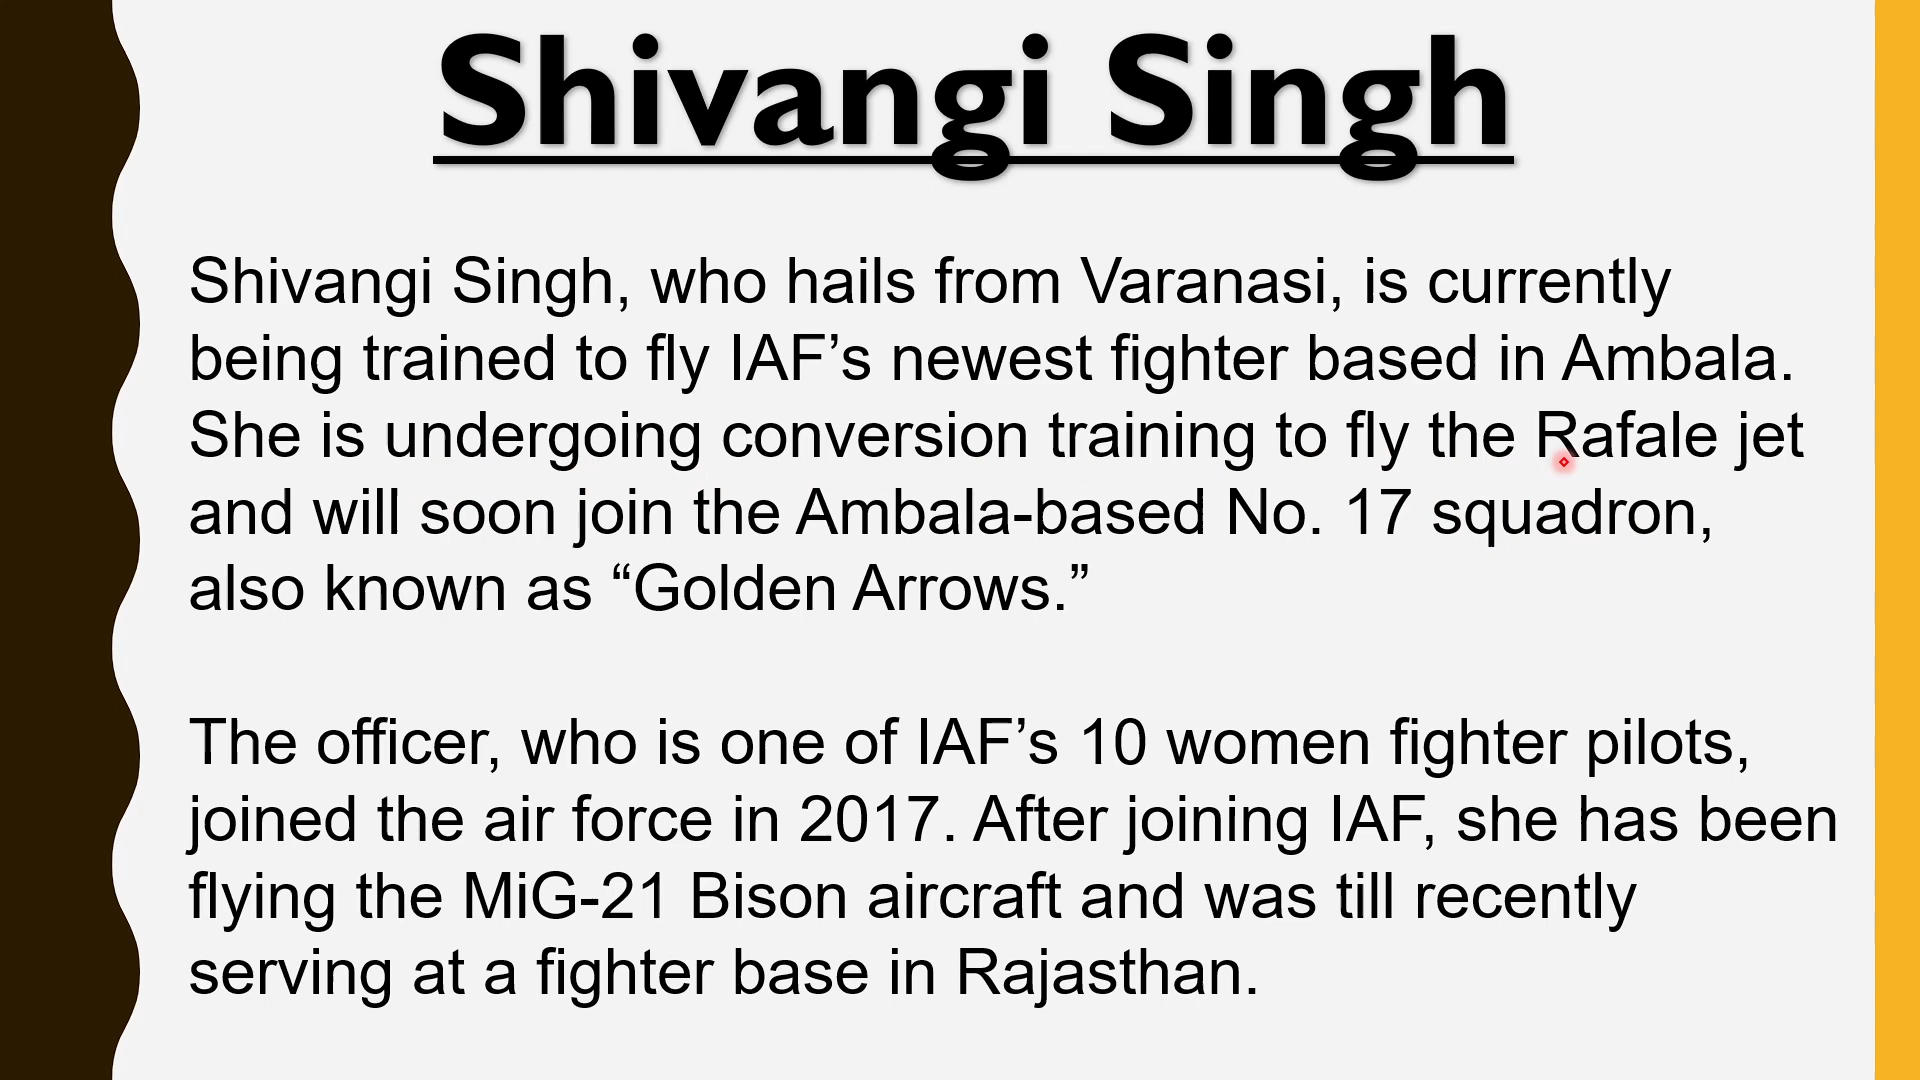 Shivangi Singh
Shivangi Singh, who hails from Varanasi, is currently
being trained to fly IAF’s newest fighter based in Ambala.
She is undergoing conversion training to fly the Rafale jet
and will soon join the Ambala-based No. 17 squadron,
also known as “Golden Arrows.”
The officer, who is one of IAF’s 10 women fighter pilots,
joined the air force in 2017. After joining IAF, she has been
flying the MiG-21 Bison aircraft and was till recently
serving at a fighter base in Rajasthan.